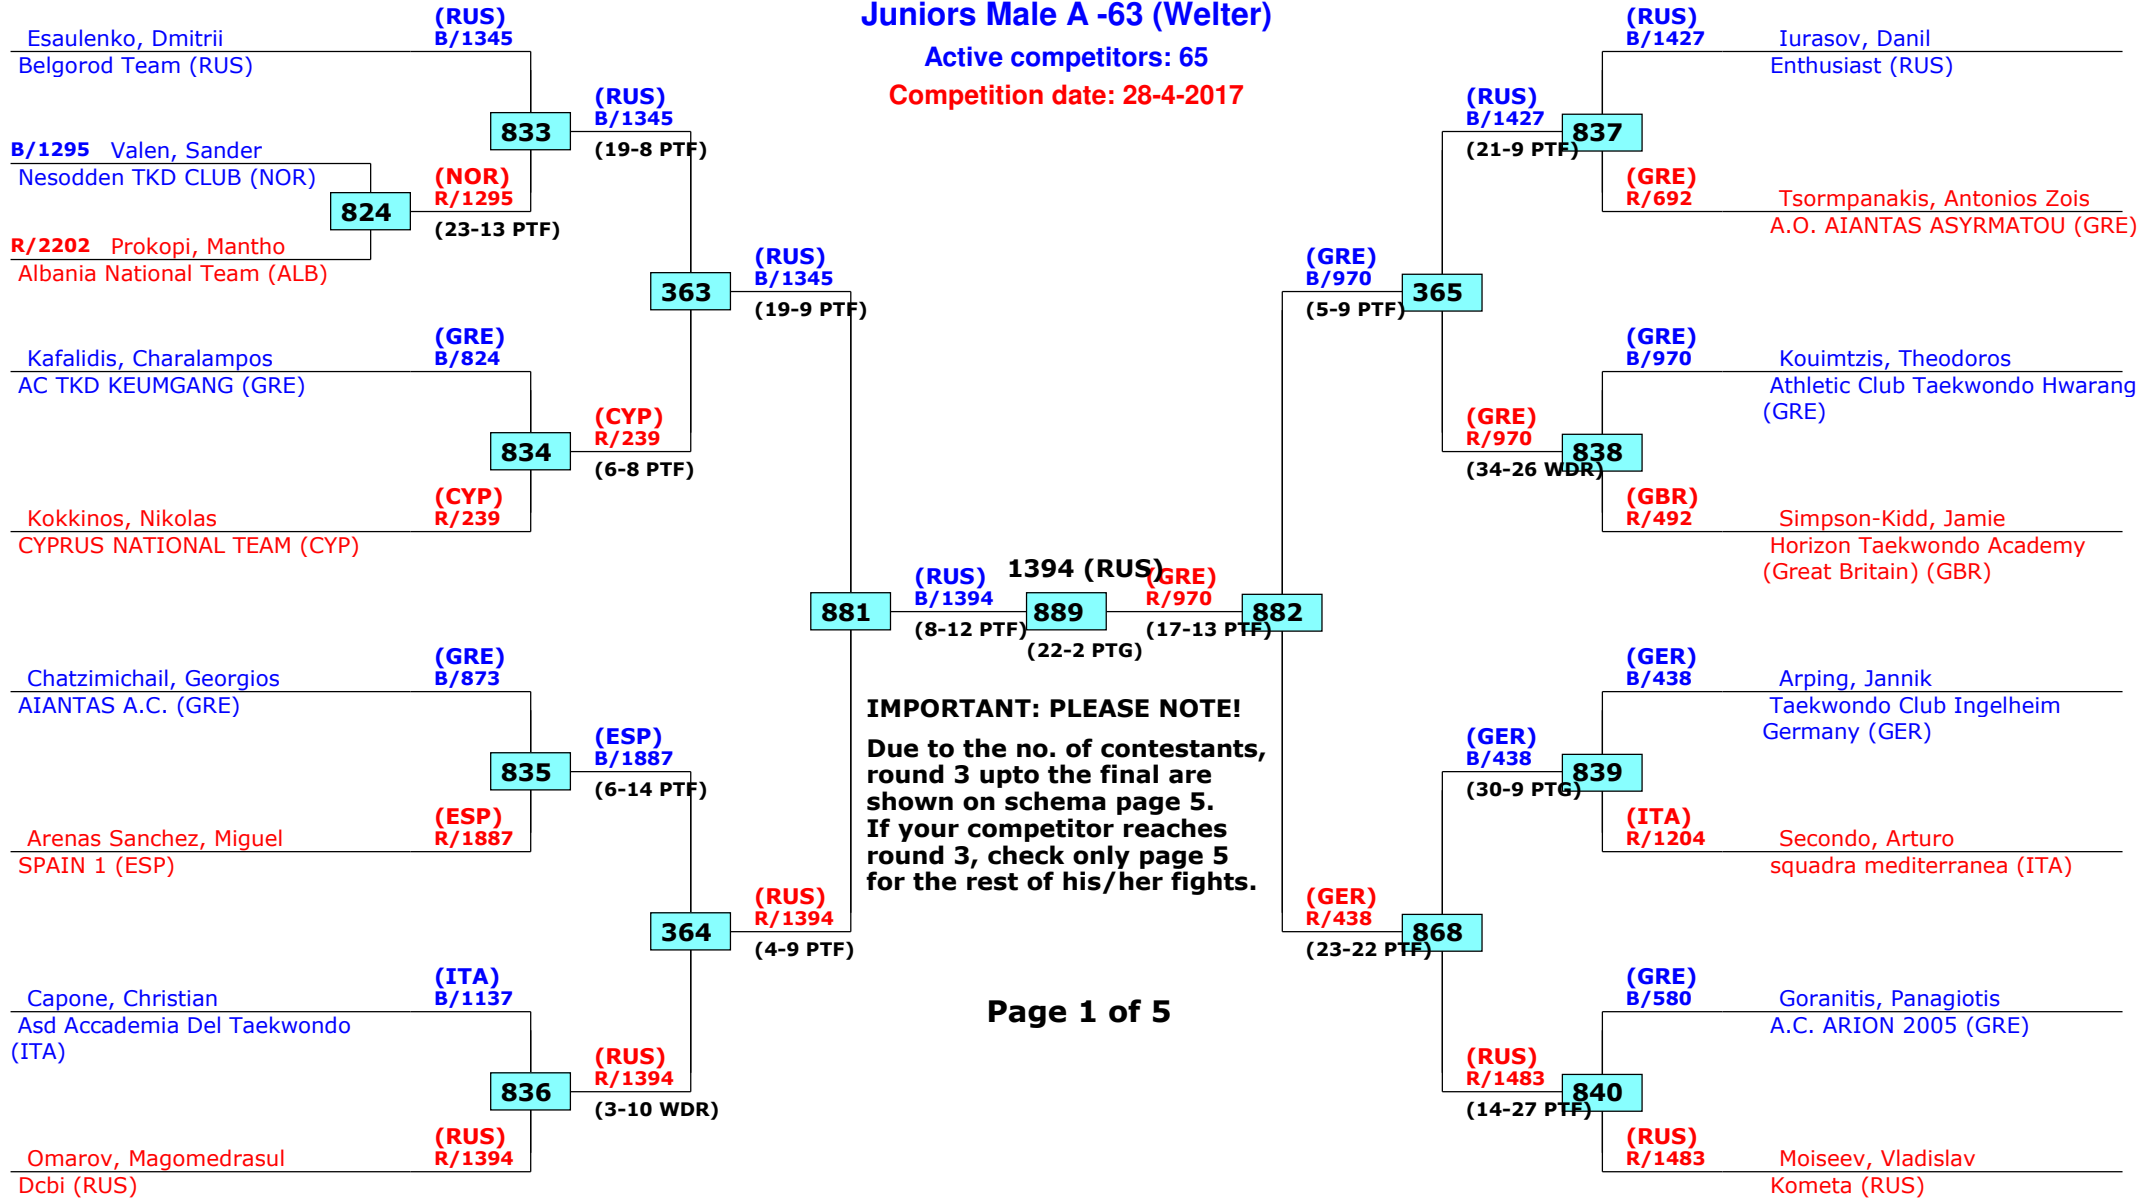 Juniors Male A -63 (Welter)
Active competitors: 65
Competition date: 28-4-2017
(RUS)
Esaulenko, Dmitrii B/1345
Belgorod Team (RUS)
(RUS)
B/1345
833
(19-8 PTF)
B/1295 Valen, Sander
Nesodden TKD CLUB (NOR)
824
(NOR)
R/1295
(23-13 PTF)
R/2202 Prokopi, Mantho
Albania National Team (ALB)
363
(RUS)
B/1345
(19-9 PTF)
(GRE)
Kafalidis, Charalampos B/824
AC TKD KEUMGANG (GRE)
834
(CYP)
R/239
(6-8 PTF)
(CYP)
Kokkinos, Nikolas R/239
CYPRUS NATIONAL TEAM (CYP)
881
(RUS)
B/1394
(8-12 PTF)
1394 (RUS)
889
(22-2 PTG)
(GRE)
R/970
(17-13 PTF)
882
(GRE)
Chatzimichail, Georgios B/873
AIANTAS A.C. (GRE)
835
(ESP)
B/1887
(6-14 PTF)
(ESP)
Arenas Sanchez, Miguel R/1887
SPAIN 1 (ESP)
364
(RUS)
R/1394
(4-9 PTF)
(ITA)
Capone, Christian B/1137
Asd Accademia Del Taekwondo
(ITA)
836
(RUS)
R/1394
(3-10 WDR)
(RUS)
Omarov, Magomedrasul R/1394
Dcbi (RUS)
IMPORTANT: PLEASE NOTE!
Due to the no. of contestants,
round 3 upto the final are
shown on schema page 5.
If your competitor reaches
round 3, check only page 5
for the rest of his/her fights.
Page 1 of 5
(RUS)
B/1427 Iurasov, Danil
Enthusiast (RUS)
(RUS)
B/1427
837
(21-9 PTF)
(GRE)
R/692 Tsormpanakis, Antonios Zois
A.O. AIANTAS ASYRMATOU (GRE)
(GRE)
B/970
365
(5-9 PTF)
(GRE)
B/970 Kouimtzis, Theodoros
Athletic Club Taekwondo Hwarang
(GRE)
(GRE)
R/970
838
(34-26 WDR)
(GBR)
R/492 Simpson-Kidd, Jamie
Horizon Taekwondo Academy
(Great Britain) (GBR)
(GER)
B/438 Arping, Jannik
Taekwondo Club Ingelheim
Germany (GER)
(GER)
B/438
839
(30-9 PTG)
(ITA)
R/1204 Secondo, Arturo
squadra mediterranea (ITA)
(GER)
R/438
868
(23-22 PTF)
(GRE)
B/580 Goranitis, Panagiotis
A.C. ARION 2005 (GRE)
(RUS)
R/1483
840
(14-27 PTF)
(RUS)
R/1483 Moiseev, Vladislav
Kometa (RUS)